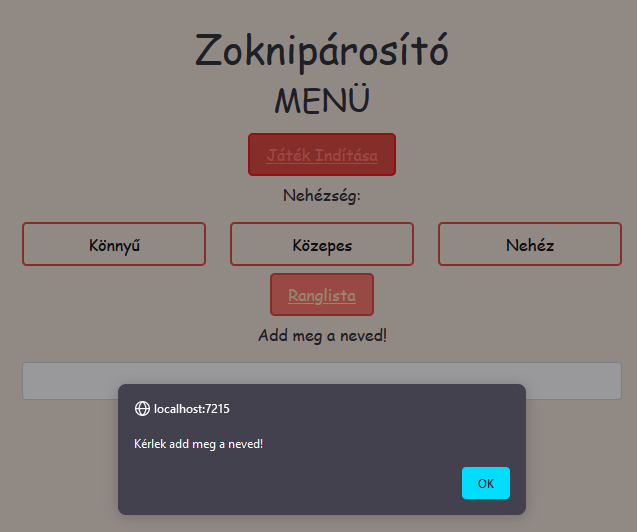 Zoknipárosító
MENÜ
Játék Indítása
Nehézség:
Könnyű Közepes Nehéz
Ranglista
Add meg a neved!
localhost:7215
Kérlek add meg a neved!
OK